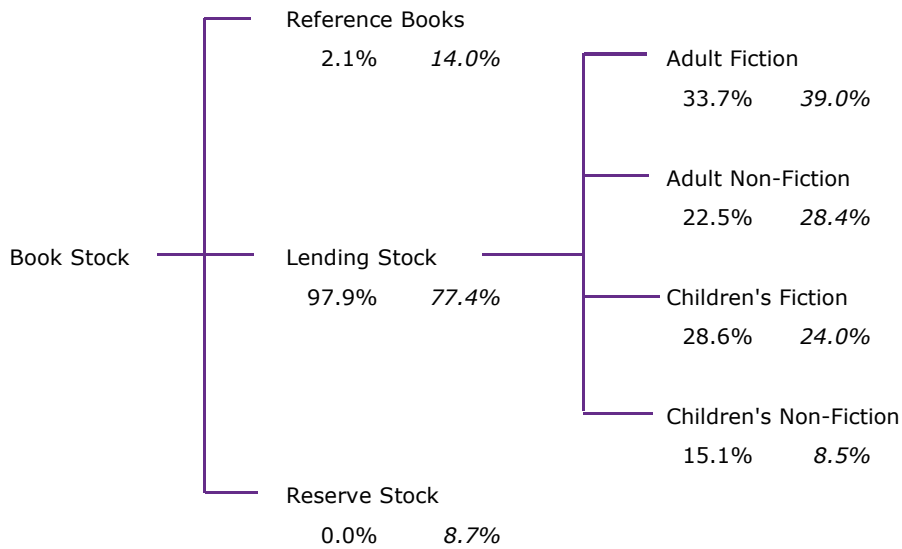 Reference Books
2.1% 14.0%
Adult Fiction
33.7% 39.0%
Adult Non-Fiction
22.5% 28.4%
Book Stock
Lending Stock
97.9% 77.4%
Children's Fiction
28.6% 24.0%
Children's Non-Fiction
15.1% 8.5%
Reserve Stock
0.0% 8.7%